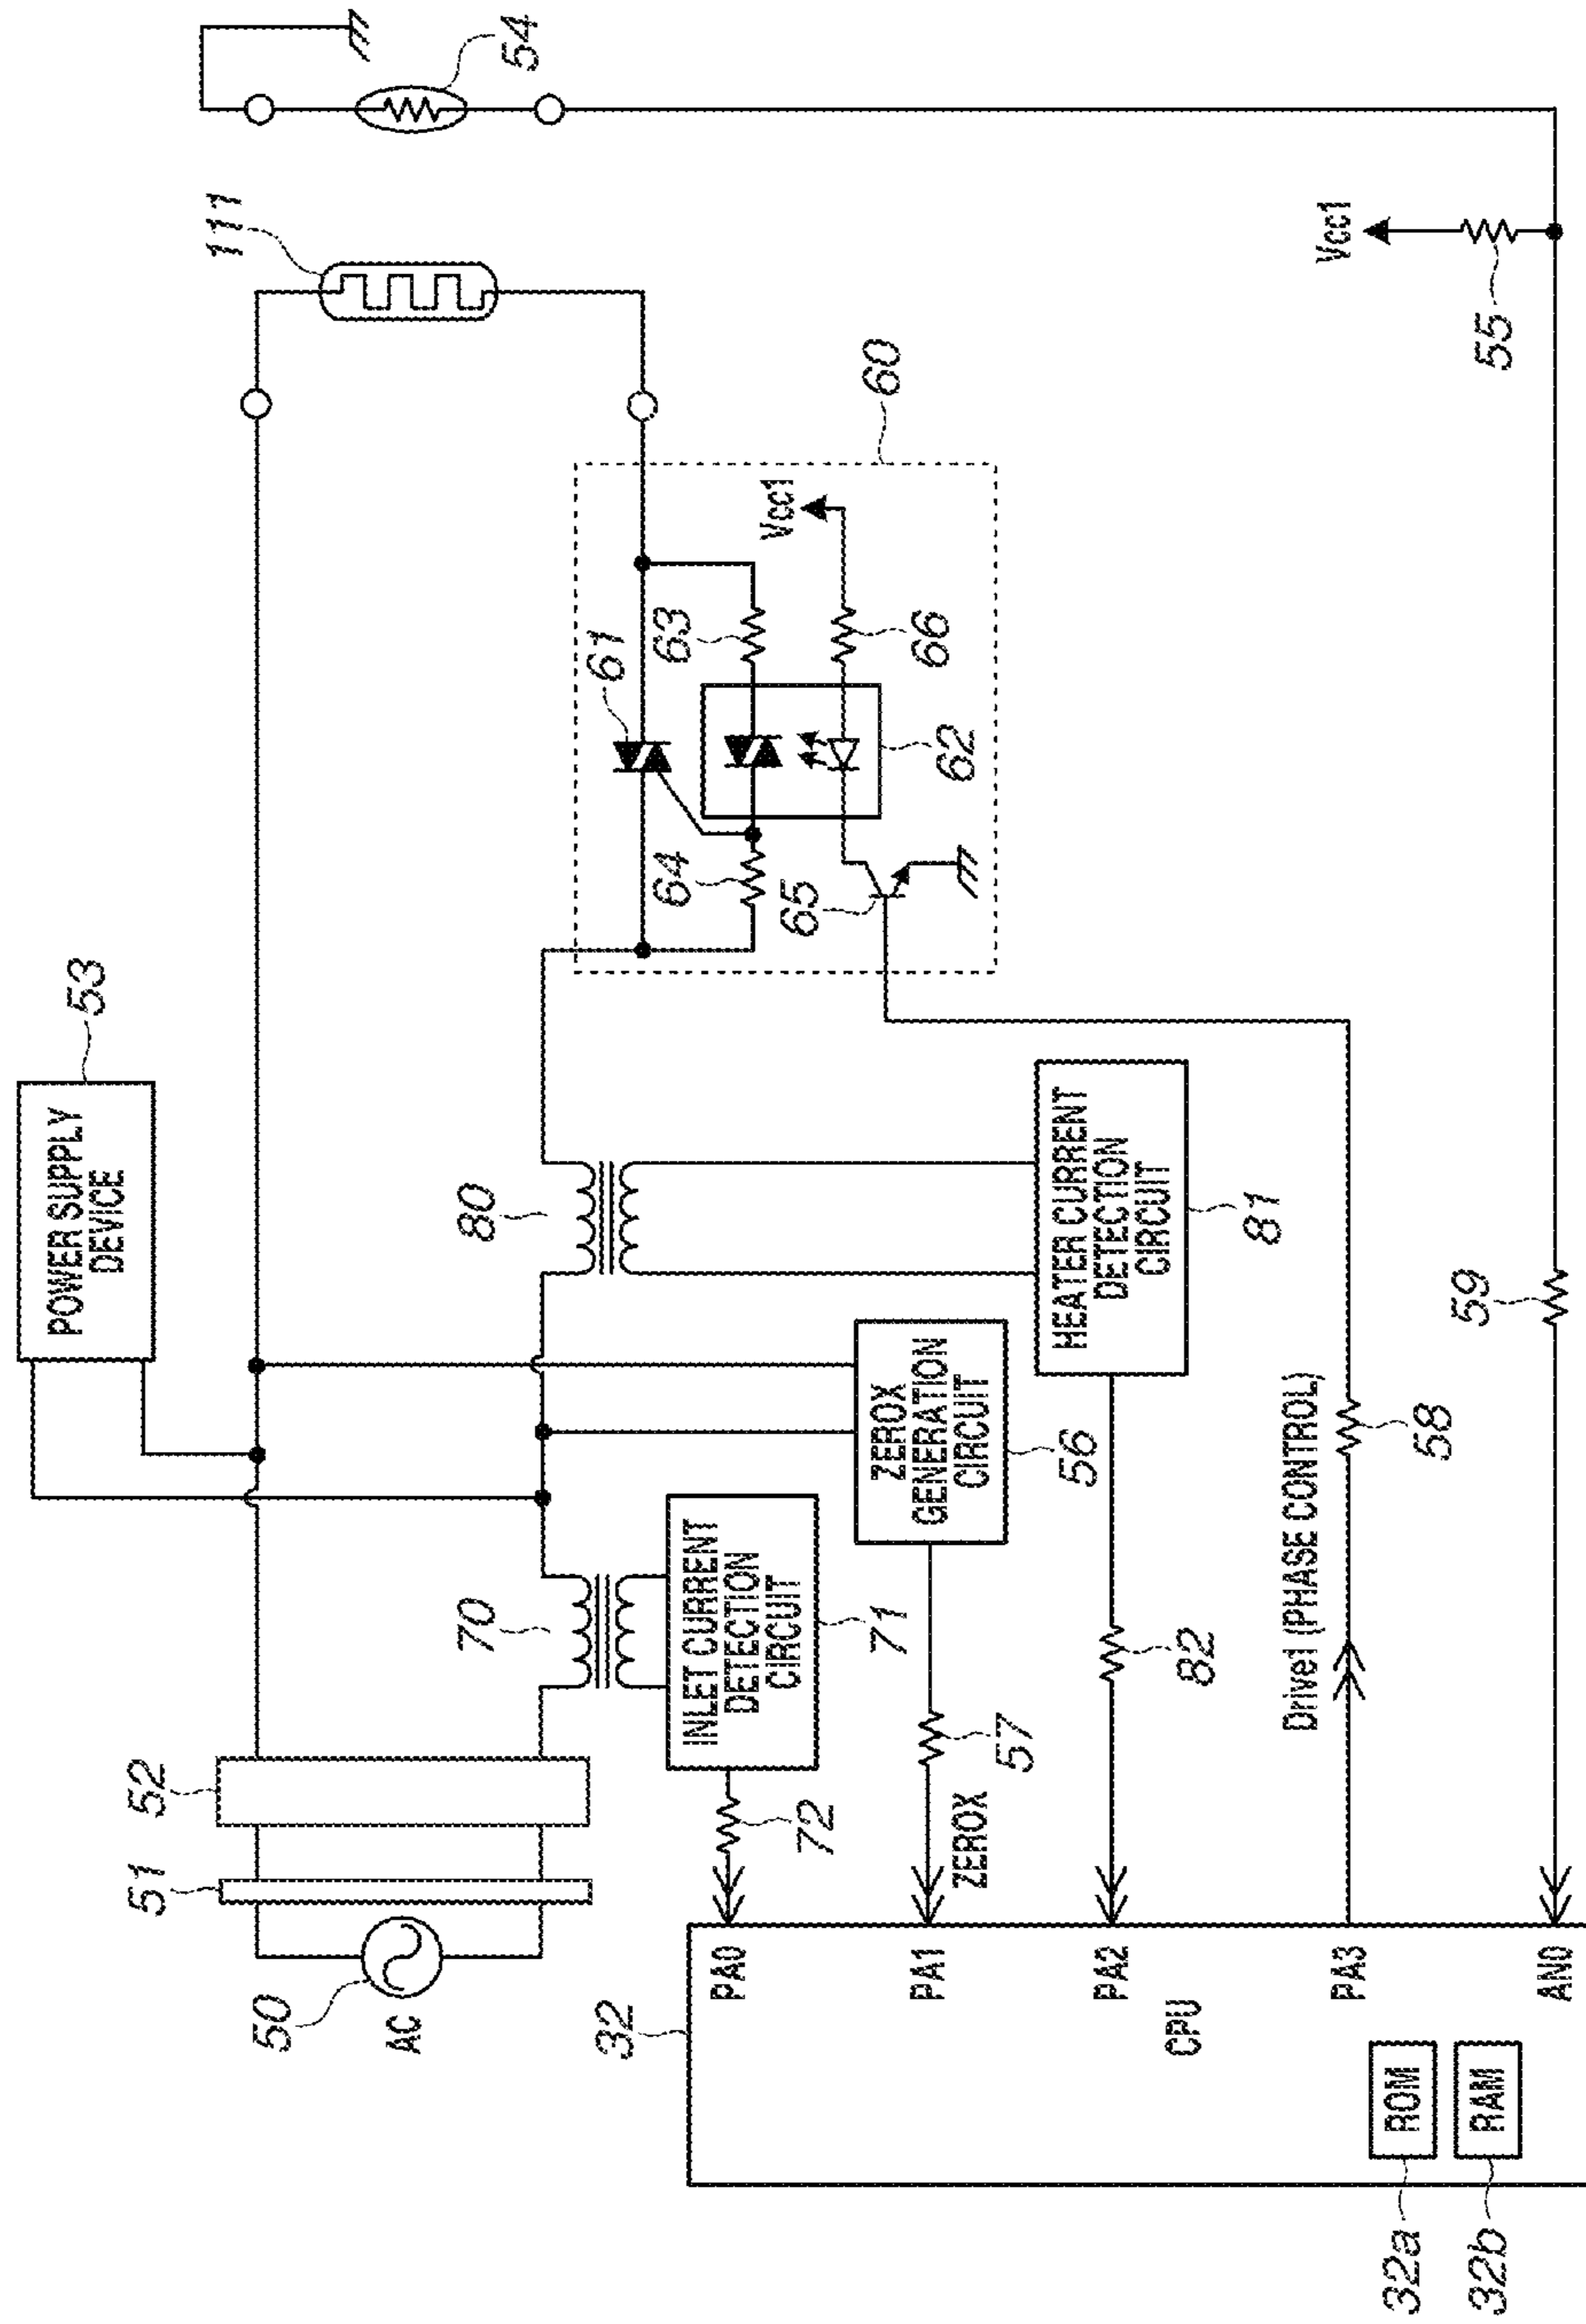 53
POWER SUPPLY
DEVICE
111
54
52
51
50
AC
70
80
61
63
64
62
65
66
Vcc1
60
INLET CURRENT
DETECTION
CIRCUIT
71
72
ZEROX
GENERATION
CIRCUIT
56
57
ZEROX
HEATER CURRENT
DETECTION
CIRCUIT
81
82
Drive1 (PHASE CONTROL)
58
59
Vcc1
55
32
PA0
PA1
PA2
PA3
AN0
CPU
ROM
RAM
32a
32b